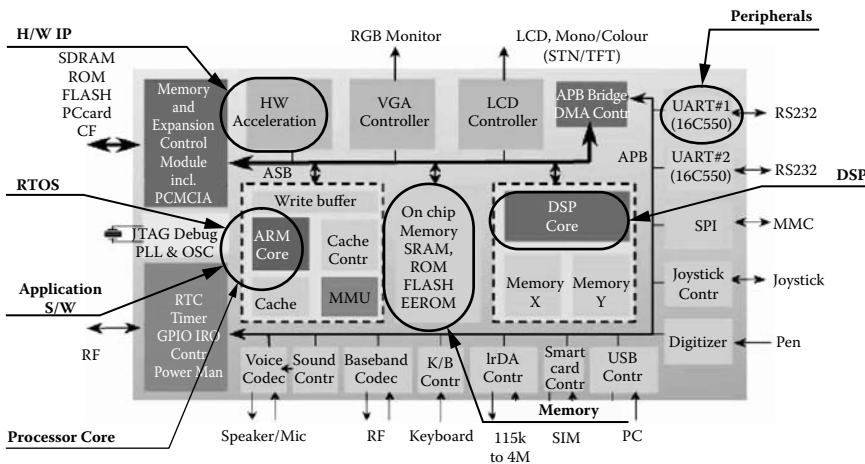 H/W IP
SDRAM
ROM
FLASH
PCcard
CF
RTOS
Application
S/W
RF
Processor Core
RGB Monitor
LCD, Mono/Colour
(STN/TFT)
Peripherals
Memory
and
Expansion
Control
Module
incl.
PCMCIA
HW
Acceleration
VGA
Controller
LCD
Controller
APB Bridge
DMA Contr
UART#1
(16C550)
RS232
ASB
APB
UART#2
(16C550)
RS232
DSP
JTAG Debug
PLL & OSC
Write buffer
ARM
Core
Cache
Contr
Cache
MMU
On chip
Memory
SRAM,
ROM
FLASH
EEROM
DSP
Core
Memory
X
Memory
Y
SPI
MMC
Joystick
Contr
Joystick
Digitizer
Pen
RTC
Timer
GPIO IRO
Contr
Power Man
Voice
Codec
Sound
Contr
Baseband
Codec
K/B
Contr
lrDA
Contr
Smart
card Contr
USB
Contr
Memory
Speaker/Mic
RF
Keyboard
115k
to 4M
SIM
PC